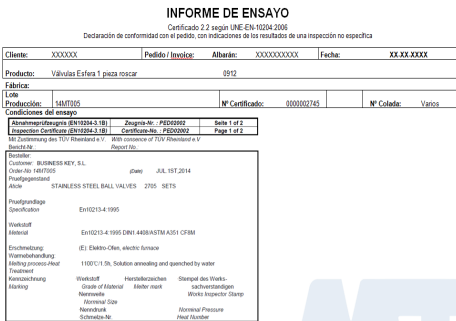 INFORME DE ENSAYO
Certificado 2.2 según UNE-EN-10204:2006
Declaración de conformidad con el pedido, con indicaciones de los resultados de una inspección no específica
Cliente: XXXXXX Pedido / Invoice: Albarán: XXXXXXXXXX Fecha: XX-XX-XXXX
Producto: Válvulas Esfera 1 pieza roscar 0912
Fábrica:
Lote
Producción: 14MT005 Nº Certificado: 0000002745 Nº Colada: Varios
Condiciones del ensayo
Abnahmeprüfzeugnis (EN10204-3.1B) Zeugnis-Nr. : PED02002 Seite 1 of 2
Inspection Certificate (EN10204-3.1B) Certificate-No. : PED02002 Page 1 of 2
Mit Zustimmung des TÜV Rheinland e.V. With consence of TÜV Rheinland e.V
Bericht-Nr.: Report No.:
Besteller:
Customer: BUSINESS KEY, S.L.
Order-No 14MT005 (Date) JUL 1ST,2014
Pruefgegenstand
Aticle STAINLESS STEEL BALL VALVES 2705 SETS
Pruefgrundlage
Specification En10213-4:1995
Werkstoff
Material En10213-4:1995 DIN1.4408/ASTM A351 CF8M
Erschmelzung: (E): Elektro-Ofen, electric furnace
Warmebehandlung
Melting process-Heat 1100℃/1.5h, Solution annealing and quenched by water
Treatment
Kennzeichnung Werkstoff Herstellerzeichen Stempel des Werks-
Marking Grade of Material Melter mark sachverstandigen
Nennweite Works Inspector Stamp
Norminal Size
Nenndrunk Norminal Pressure
Schmelze-Nr. Heat Number